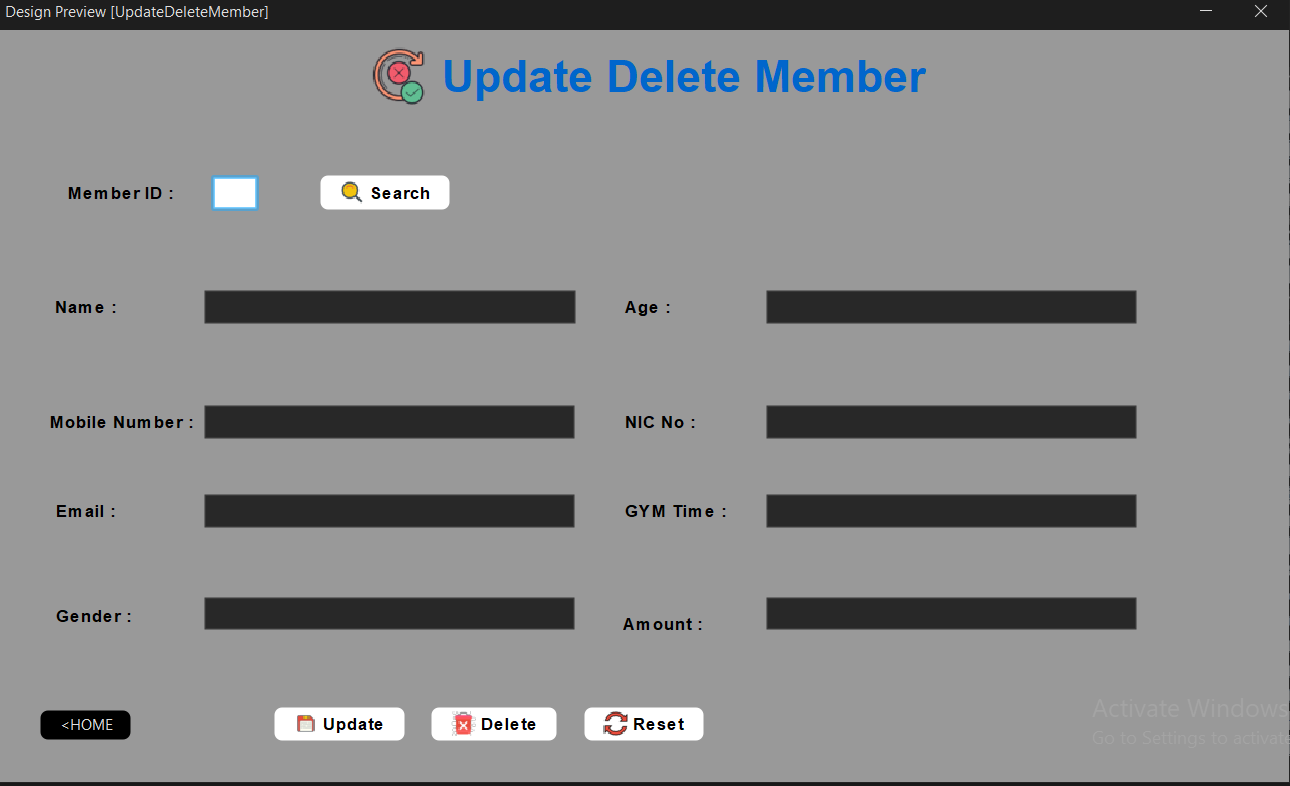 Design Preview [UpdateDeleteMember]
Update Delete Member
Member ID :
Search
Name :
Age :
Mobile Number :
NIC No :
Email :
GYM Time :
Gender :
Amount :
<HOME
Update
Delete
Reset
Activate Windows
Go to Settings to activate